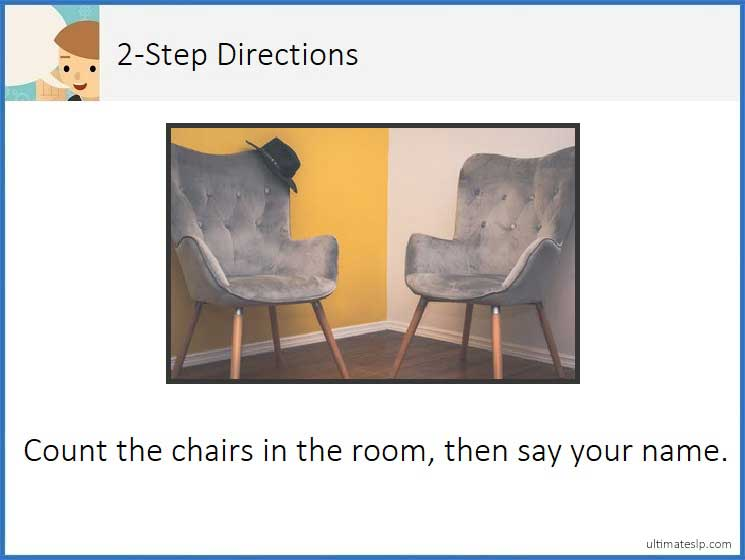 2-Step Directions
Count the chairs in the room, then say your name.
ultimateslp.com